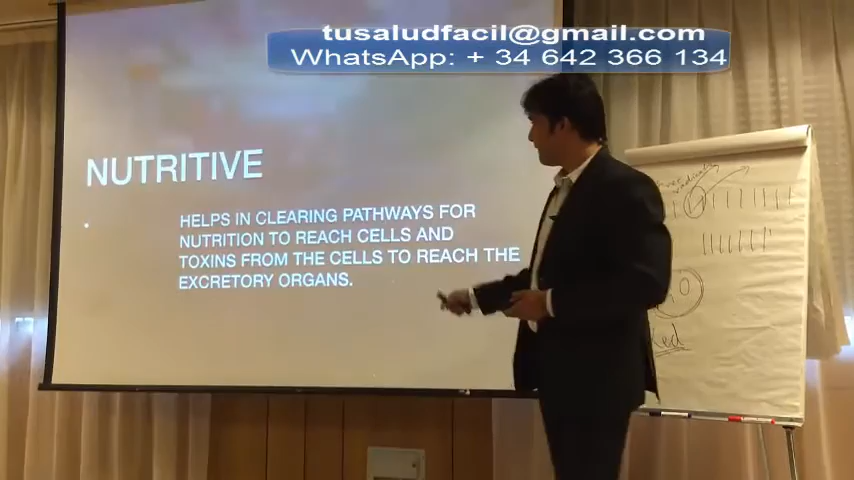 tusaludfacil@gmail.com
WhatsApp: + 34 642 366 134
NUTRITIVE
HELPS IN CLEARING PATHWAYS FOR
NUTRITION TO REACH CELLS AND
TOXINS FROM THE CELLS TO REACH THE
EXCRETORY ORGANS.